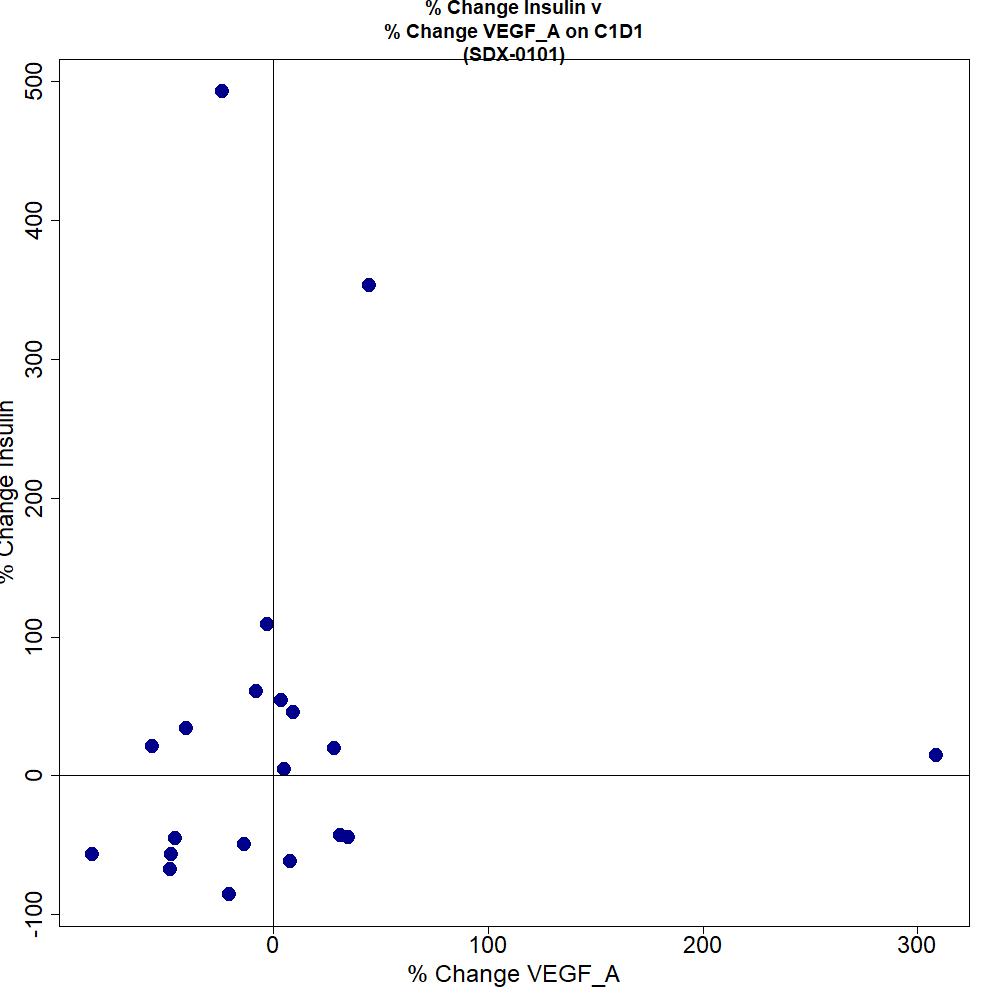 % Change Insulin v
% Change VEGF_A on C1D1
(SDX-0101)
500
400
300
200
100
0
-100
% Change Insulin
0 100 200 300
% Change VEGF_A